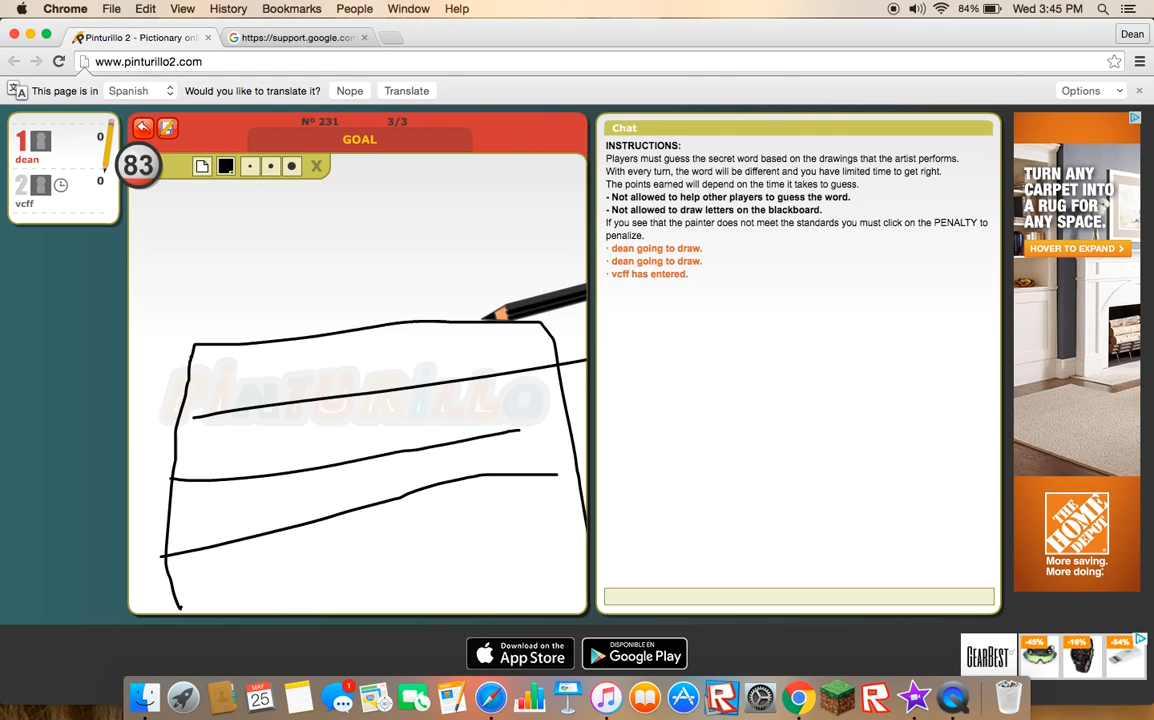 Chrome File Edit View History Bookmarks People Window Help 84% Wed 3:45 PM
Pinturillo 2 - Pictionary onl × https://support.google.com × Dean
www.pinturillo2.com
This page is in Spanish Would you like to translate it? Nope Translate Options ×
1 0
dean
2 0
vcff
83
Nº 231 3/3
GOAL
X
PiNTURiLLO
Chat
INSTRUCTIONS:
Players must guess the secret word based on the drawings that the artist performs.
With every turn, the word will be different and you have limited time to get right.
The points earned will depend on the time it takes to guess.
- Not allowed to help other players to guess the word.
- Not allowed to draw letters on the blackboard.
If you see that the painter does not meet the standards you must click on the PENALTY to
penalize.
· dean going to draw.
· dean going to draw.
· vcff has entered.
TURN ANY
CARPET INTO
A RUG FOR
ANY SPACE.
HOVER TO EXPAND >
THE HOME DEPOT
More saving.
More doing.
Download on the
App Store
DISPONIBLE EN
Google Play
GEARBEST -45% -16% -54%
MAY
25
1